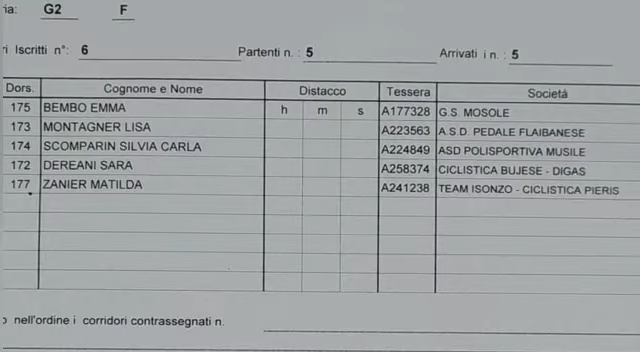 ria: G2 F
ri Iscritti n°: 6 Partenti n. : 5 Arrivati i n. : 5
Dors. Cognome e Nome Distacco Tessera Società
175 BEMBO EMMA h m s A177328 G.S. MOSOLE
173 MONTAGNER LISA A223563 A.S.D. PEDALE FLAIBANESE
174 SCOMPARIN SILVIA CARLA A224849 ASD POLISPORTIVA MUSILE
172 DEREANI SARA A258374 CICLISTICA BUJESE - DIGAS
177 ZANIER MATILDA A241238 TEAM ISONZO - CICLISTICA PIERIS
o nell'ordine i corridori contrassegnati n.